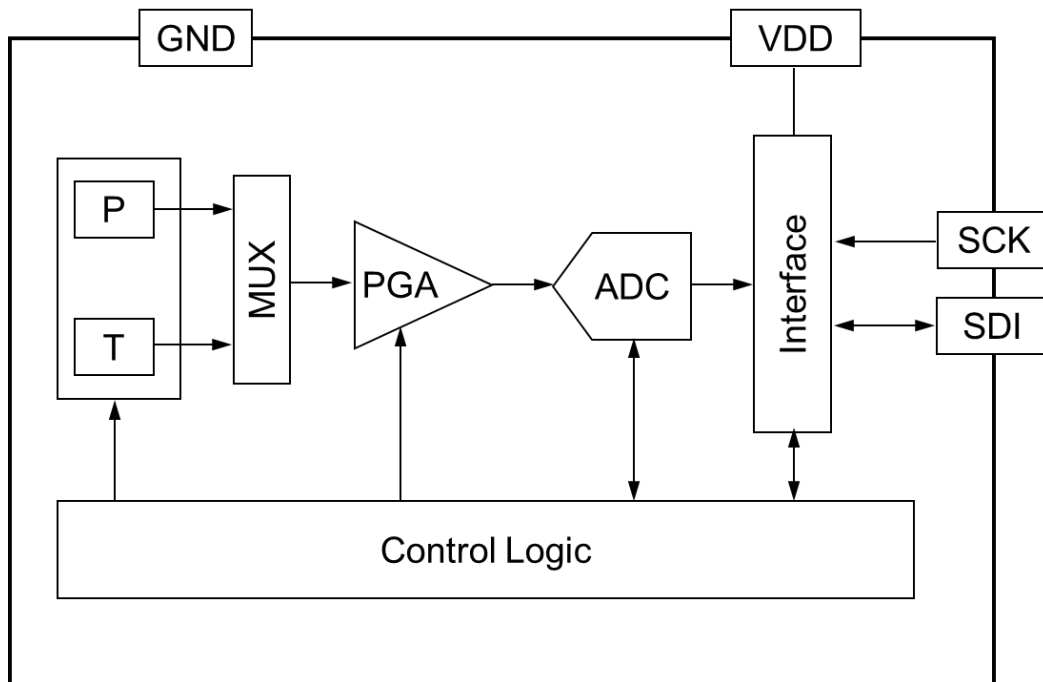 GND
VDD
P
MUX
PGA
ADC
Interface
SCK
SDI
T
Control Logic